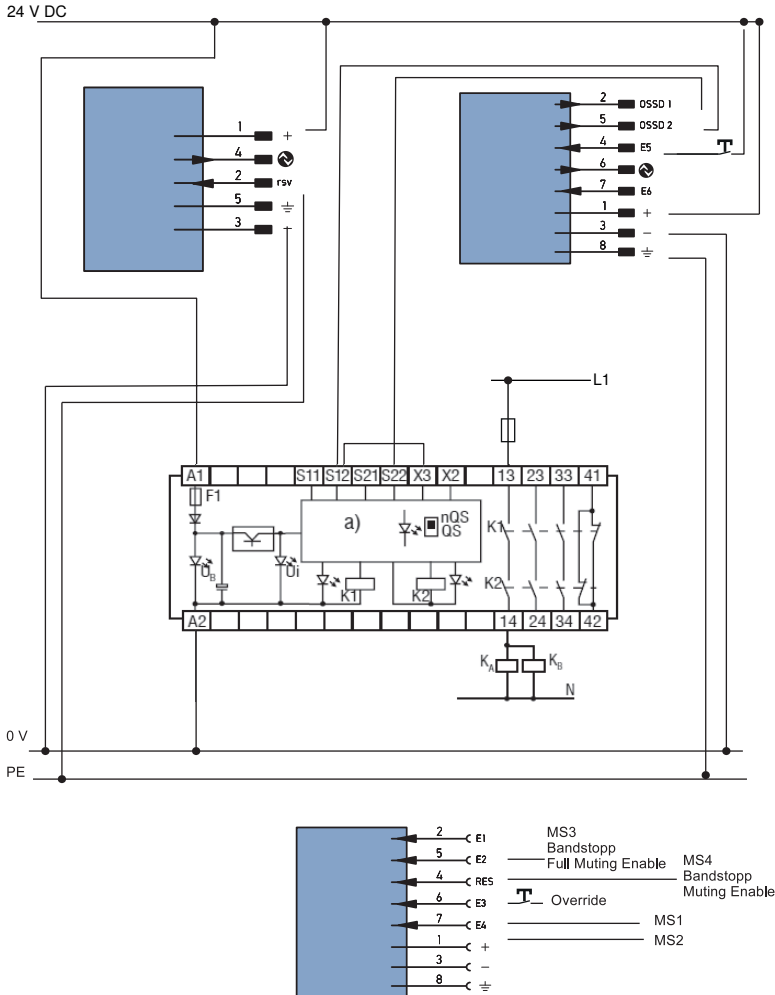 24 V DC
1 +
4
2 rsv
5
3 −
2 OSSD 1
5 OSSD 2
4 E5
6
7 E6
1 +
3 −
8
L1
A1 S11 S12 S21 S22 X3 X2 13 23 33 41
F1
a)
nQS
QS
K1
UB
Ui
K1
K2
K2
A2 14 24 34 42
KA
KB
N
0 V
PE
2 E1
5 E2
4 RES
6 E3
7 E4
1 +
3 −
8
MS3
Bandstopp
Full Muting Enable
MS4
Bandstopp
Muting Enable
Override
MS1
MS2